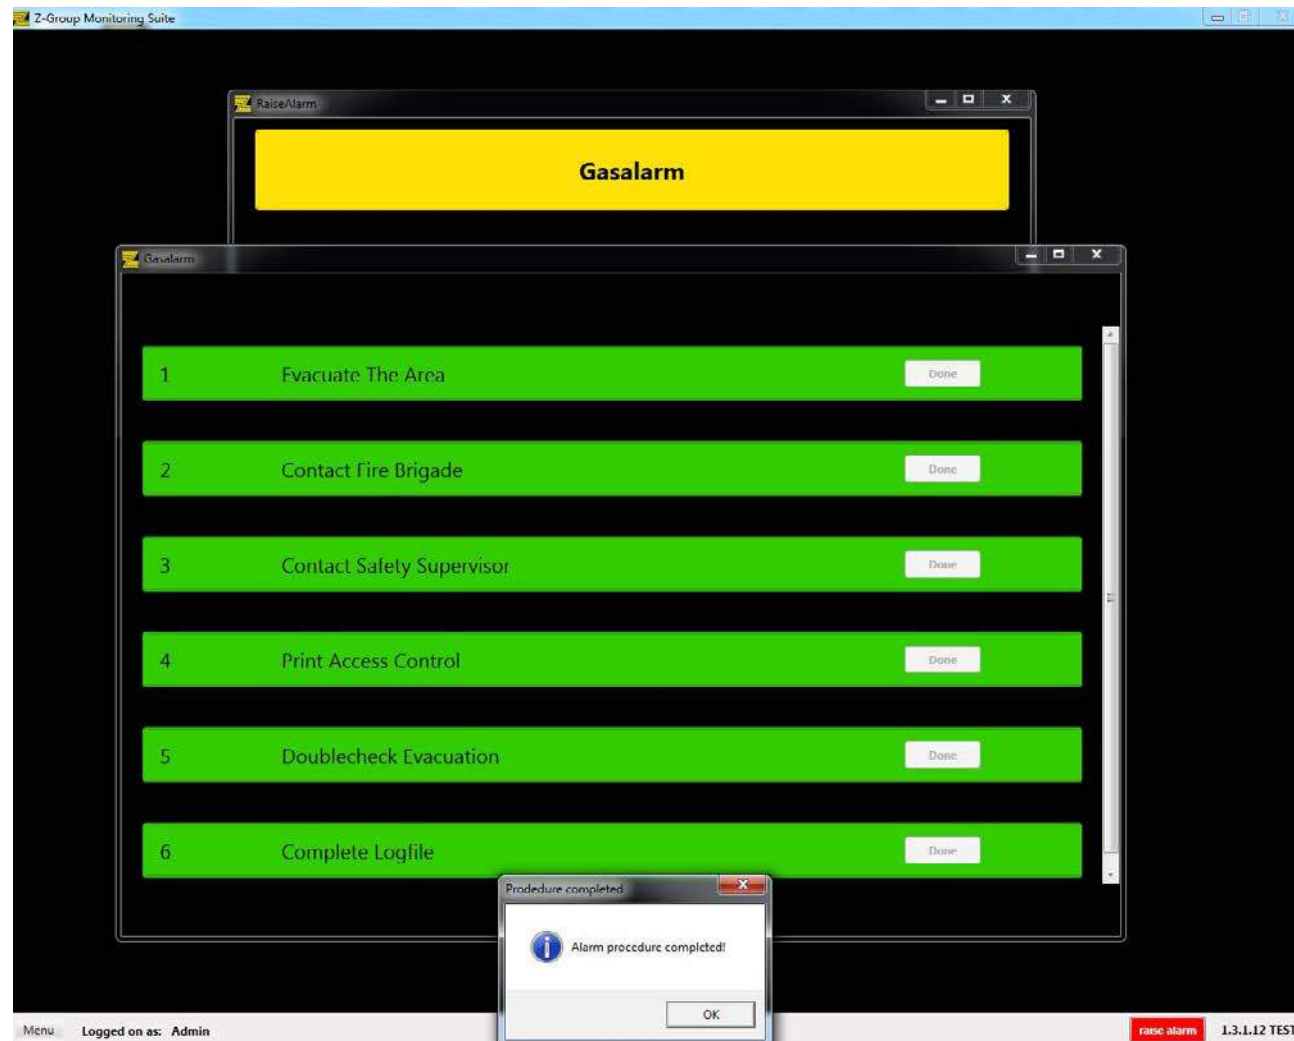 Z-Group Monitoring Suite
RaiseAlarm
Gasalarm
Gasalarm
1 Evacuate The Area Done
2 Contact Fire Brigade Done
3 Contact Safety Supervisor Done
4 Print Access Control Done
5 Doublecheck Evacuation Done
6 Complete Logfile Done
Prodedure completed
Alarm procedure completed!
OK
Menu Logged on as: Admin raise alarm 1.3.1.12 TEST